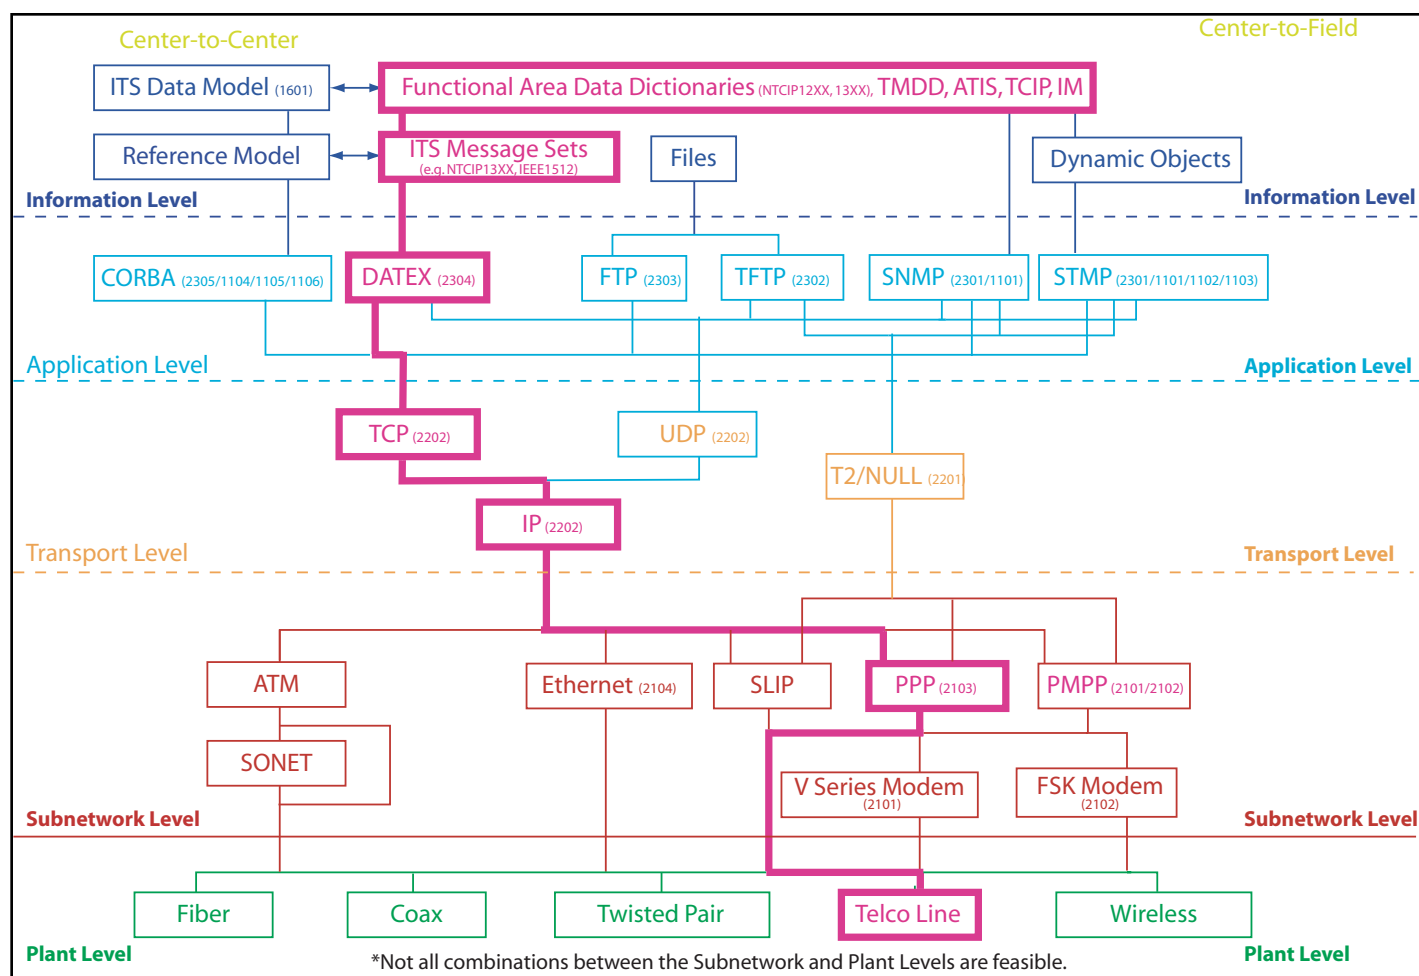 Center-to-Center
Center-to-Field
ITS Data Model (1601)
Functional Area Data Dictionaries (NTCIP12XX, 13XX), TMDD, ATIS, TCIP, IM
Reference Model
ITS Message Sets
(e.g. NTCIP13XX, IEEE1512)
Files
Dynamic Objects
Information Level
Information Level
CORBA (2305/1104/1105/1106)
DATEX (2304)
FTP (2303)
TFTP (2302)
SNMP (2301/1101)
STMP (2301/1101/1102/1103)
Application Level
Application Level
TCP (2202)
UDP (2202)
T2/NULL (2201)
IP (2202)
Transport Level
Transport Level
ATM
Ethernet (2104)
SLIP
PPP (2103)
PMPP (2101/2102)
SONET
V Series Modem
(2101)
FSK Modem
(2102)
Subnetwork Level
Subnetwork Level
Fiber
Coax
Twisted Pair
Telco Line
Wireless
Plant Level
Plant Level
*Not all combinations between the Subnetwork and Plant Levels are feasible.